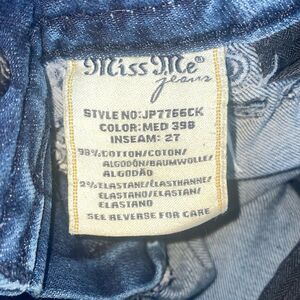 Miss Me®
jeans
STYLE NO:JP7766CK
COLOR:MED 398
INSEAM: 27
98%COTTON/COTON/
ALGODÓN/BAUMWOLLE/
ALGODÃO
2%ELASTANE/ÉLASTHANNE/
ELASTANO/ELASTAN/
ELASTANO
SEE REVERSE FOR CARE